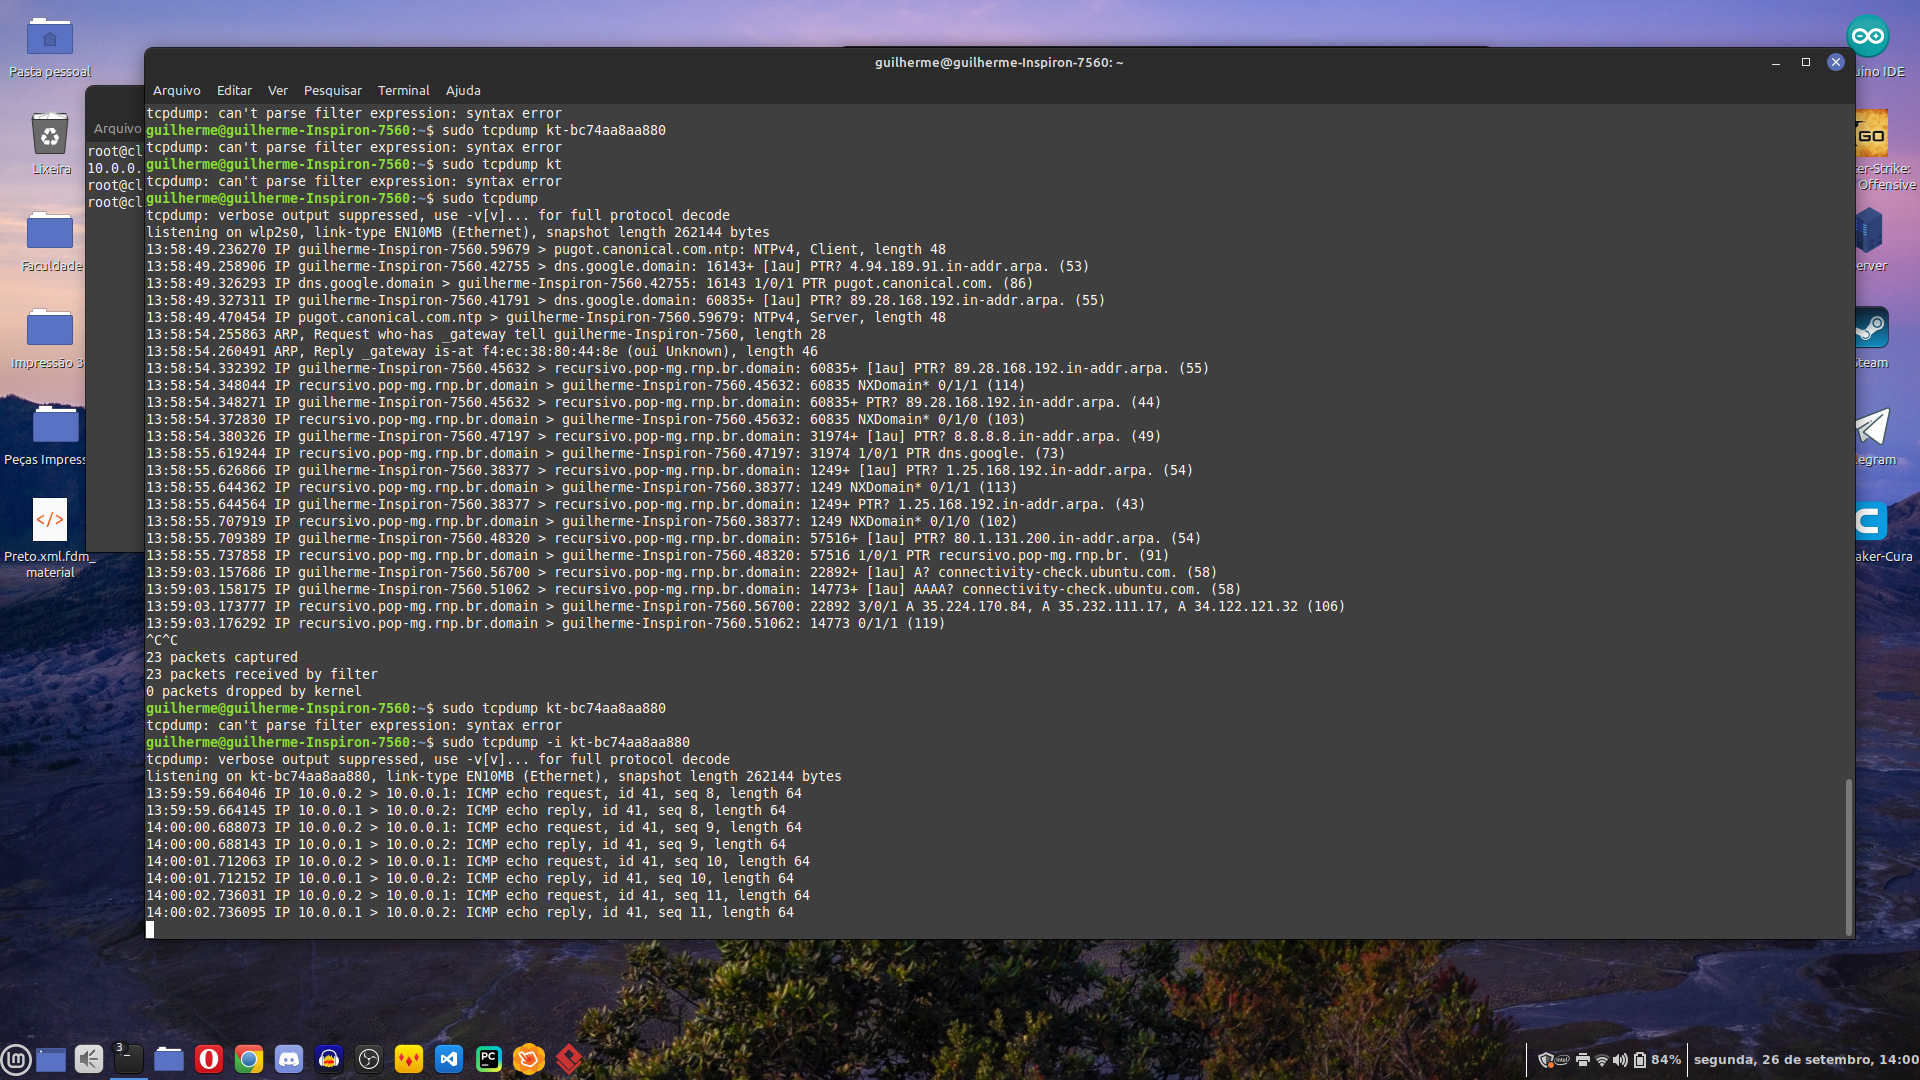 Pasta pessoal
Lixeira
Faculdade
Impressão 3
Peças Impress
Preto.xml.fdm_
material
Arquivo
root@cl
10.0.0.
root@cl
root@cl
guilherme@guilherme-Inspiron-7560: ~
Arquivo Editar Ver Pesquisar Terminal Ajuda
tcpdump: can't parse filter expression: syntax error
guilherme@guilherme-Inspiron-7560:~$ sudo tcpdump kt-bc74aa8aa880
tcpdump: can't parse filter expression: syntax error
guilherme@guilherme-Inspiron-7560:~$ sudo tcpdump kt
tcpdump: can't parse filter expression: syntax error
guilherme@guilherme-Inspiron-7560:~$ sudo tcpdump
tcpdump: verbose output suppressed, use -v[v]... for full protocol decode
listening on wlp2s0, link-type EN10MB (Ethernet), snapshot length 262144 bytes
13:58:49.236270 IP guilherme-Inspiron-7560.59679 > pugot.canonical.com.ntp: NTPv4, Client, length 48
13:58:49.258906 IP guilherme-Inspiron-7560.42755 > dns.google.domain: 16143+ [1au] PTR? 4.94.189.91.in-addr.arpa. (53)
13:58:49.326293 IP dns.google.domain > guilherme-Inspiron-7560.42755: 16143 1/0/1 PTR pugot.canonical.com. (86)
13:58:49.327311 IP guilherme-Inspiron-7560.41791 > dns.google.domain: 60835+ [1au] PTR? 89.28.168.192.in-addr.arpa. (55)
13:58:49.470454 IP pugot.canonical.com.ntp > guilherme-Inspiron-7560.59679: NTPv4, Server, length 48
13:58:54.255863 ARP, Request who-has _gateway tell guilherme-Inspiron-7560, length 28
13:58:54.260491 ARP, Reply _gateway is-at f4:ec:38:80:44:8e (oui Unknown), length 46
13:58:54.332392 IP guilherme-Inspiron-7560.45632 > recursivo.pop-mg.rnp.br.domain: 60835+ [1au] PTR? 89.28.168.192.in-addr.arpa. (55)
13:58:54.348044 IP recursivo.pop-mg.rnp.br.domain > guilherme-Inspiron-7560.45632: 60835 NXDomain* 0/1/1 (114)
13:58:54.348271 IP guilherme-Inspiron-7560.45632 > recursivo.pop-mg.rnp.br.domain: 60835+ PTR? 89.28.168.192.in-addr.arpa. (44)
13:58:54.372830 IP recursivo.pop-mg.rnp.br.domain > guilherme-Inspiron-7560.45632: 60835 NXDomain* 0/1/0 (103)
13:58:54.380326 IP guilherme-Inspiron-7560.47197 > recursivo.pop-mg.rnp.br.domain: 31974+ [1au] PTR? 8.8.8.8.in-addr.arpa. (49)
13:58:55.619244 IP recursivo.pop-mg.rnp.br.domain > guilherme-Inspiron-7560.47197: 31974 1/0/1 PTR dns.google. (73)
13:58:55.626866 IP guilherme-Inspiron-7560.38377 > recursivo.pop-mg.rnp.br.domain: 1249+ [1au] PTR? 1.25.168.192.in-addr.arpa. (54)
13:58:55.644362 IP recursivo.pop-mg.rnp.br.domain > guilherme-Inspiron-7560.38377: 1249 NXDomain* 0/1/1 (113)
13:58:55.644564 IP guilherme-Inspiron-7560.38377 > recursivo.pop-mg.rnp.br.domain: 1249+ PTR? 1.25.168.192.in-addr.arpa. (43)
13:58:55.707919 IP recursivo.pop-mg.rnp.br.domain > guilherme-Inspiron-7560.38377: 1249 NXDomain* 0/1/0 (102)
13:58:55.709389 IP guilherme-Inspiron-7560.48320 > recursivo.pop-mg.rnp.br.domain: 57516+ [1au] PTR? 80.1.131.200.in-addr.arpa. (54)
13:58:55.737858 IP recursivo.pop-mg.rnp.br.domain > guilherme-Inspiron-7560.48320: 57516 1/0/1 PTR recursivo.pop-mg.rnp.br. (91)
13:59:03.157686 IP guilherme-Inspiron-7560.56700 > recursivo.pop-mg.rnp.br.domain: 22892+ [1au] A? connectivity-check.ubuntu.com. (58)
13:59:03.158175 IP guilherme-Inspiron-7560.51062 > recursivo.pop-mg.rnp.br.domain: 14773+ [1au] AAAA? connectivity-check.ubuntu.com. (58)
13:59:03.173777 IP recursivo.pop-mg.rnp.br.domain > guilherme-Inspiron-7560.56700: 22892 3/0/1 A 35.224.170.84, A 35.232.111.17, A 34.122.121.32 (106)
13:59:03.176292 IP recursivo.pop-mg.rnp.br.domain > guilherme-Inspiron-7560.51062: 14773 0/1/1 (119)
^C^C
23 packets captured
23 packets received by filter
0 packets dropped by kernel
guilherme@guilherme-Inspiron-7560:~$ sudo tcpdump kt-bc74aa8aa880
tcpdump: can't parse filter expression: syntax error
guilherme@guilherme-Inspiron-7560:~$ sudo tcpdump -i kt-bc74aa8aa880
tcpdump: verbose output suppressed, use -v[v]... for full protocol decode
listening on kt-bc74aa8aa880, link-type EN10MB (Ethernet), snapshot length 262144 bytes
13:59:59.664046 IP 10.0.0.2 > 10.0.0.1: ICMP echo request, id 41, seq 8, length 64
13:59:59.664145 IP 10.0.0.1 > 10.0.0.2: ICMP echo reply, id 41, seq 8, length 64
14:00:00.688073 IP 10.0.0.2 > 10.0.0.1: ICMP echo request, id 41, seq 9, length 64
14:00:00.688143 IP 10.0.0.1 > 10.0.0.2: ICMP echo reply, id 41, seq 9, length 64
14:00:01.712063 IP 10.0.0.2 > 10.0.0.1: ICMP echo request, id 41, seq 10, length 64
14:00:01.712152 IP 10.0.0.1 > 10.0.0.2: ICMP echo reply, id 41, seq 10, length 64
14:00:02.736031 IP 10.0.0.2 > 10.0.0.1: ICMP echo request, id 41, seq 11, length 64
14:00:02.736095 IP 10.0.0.1 > 10.0.0.2: ICMP echo reply, id 41, seq 11, length 64
uino IDE
GO
ter-Strike:
Offensive
erver
Steam
legram
aker-Cura
3
PC
intel
84%
segunda, 26 de setembro, 14:00